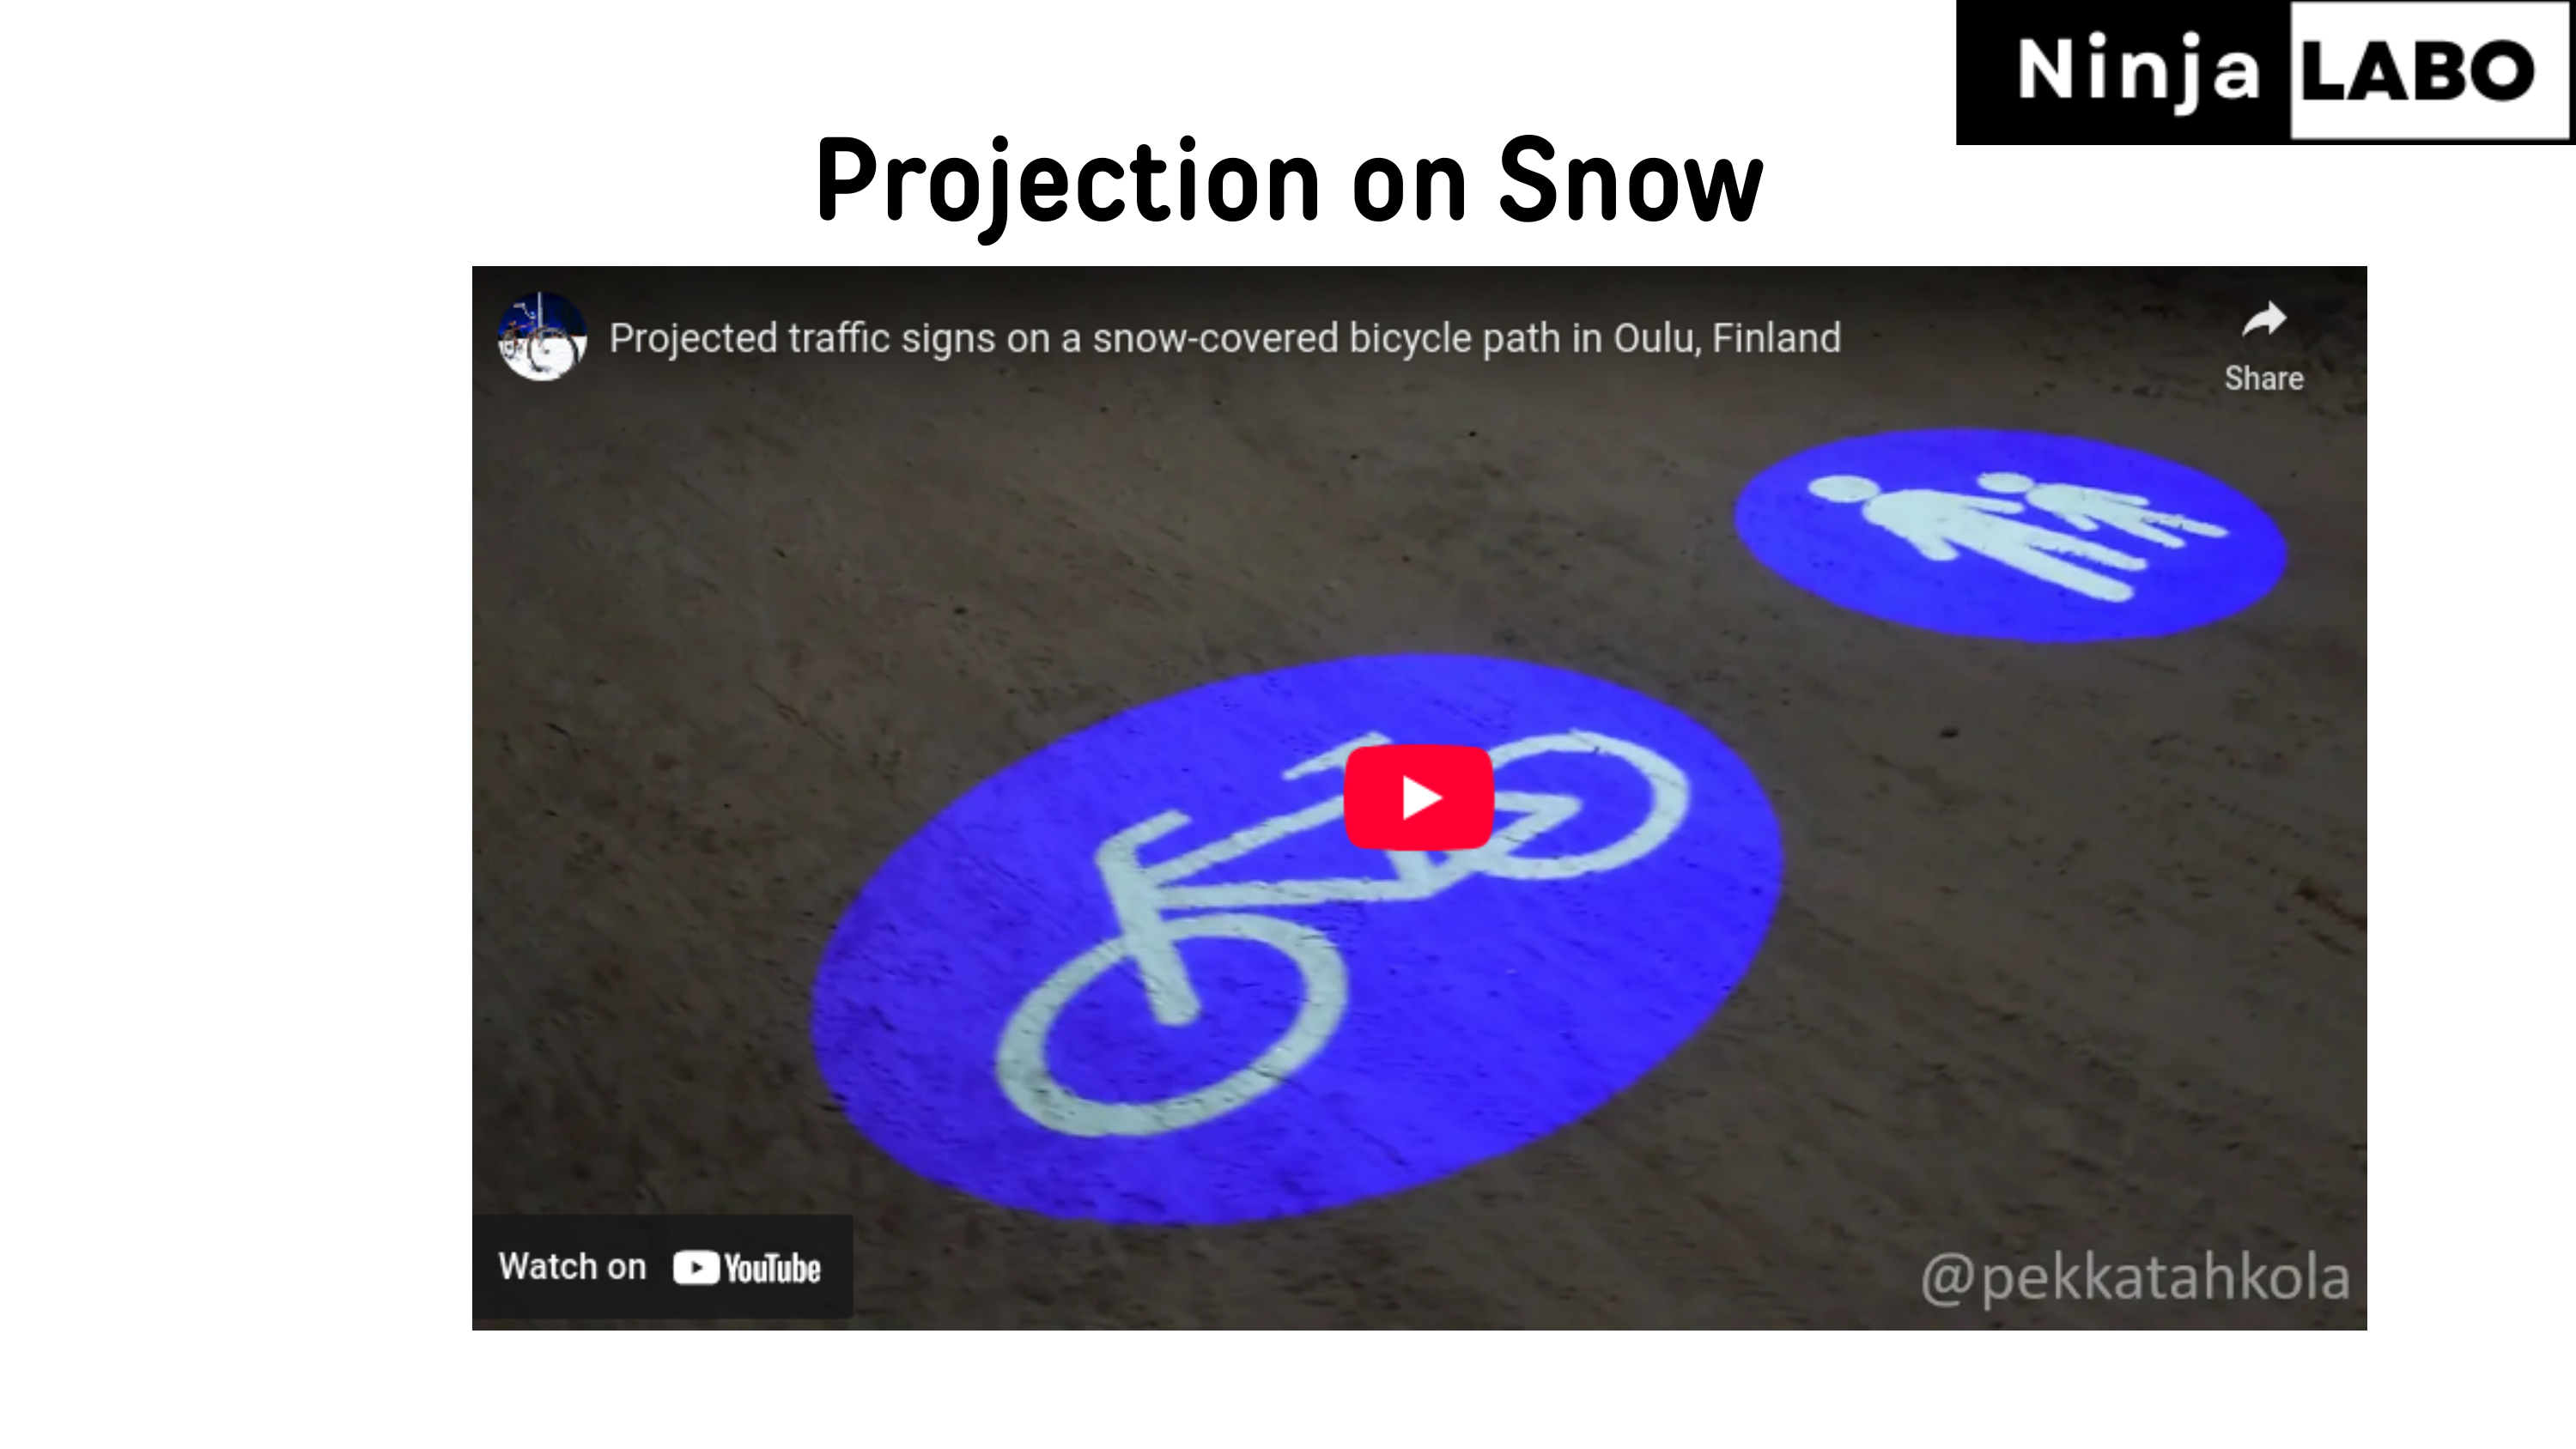 Ninja LABO
Projection on Snow
Projected traffic signs on a snow-covered bicycle path in Oulu, Finland
Share
Watch on YouTube
@pekkatahkola